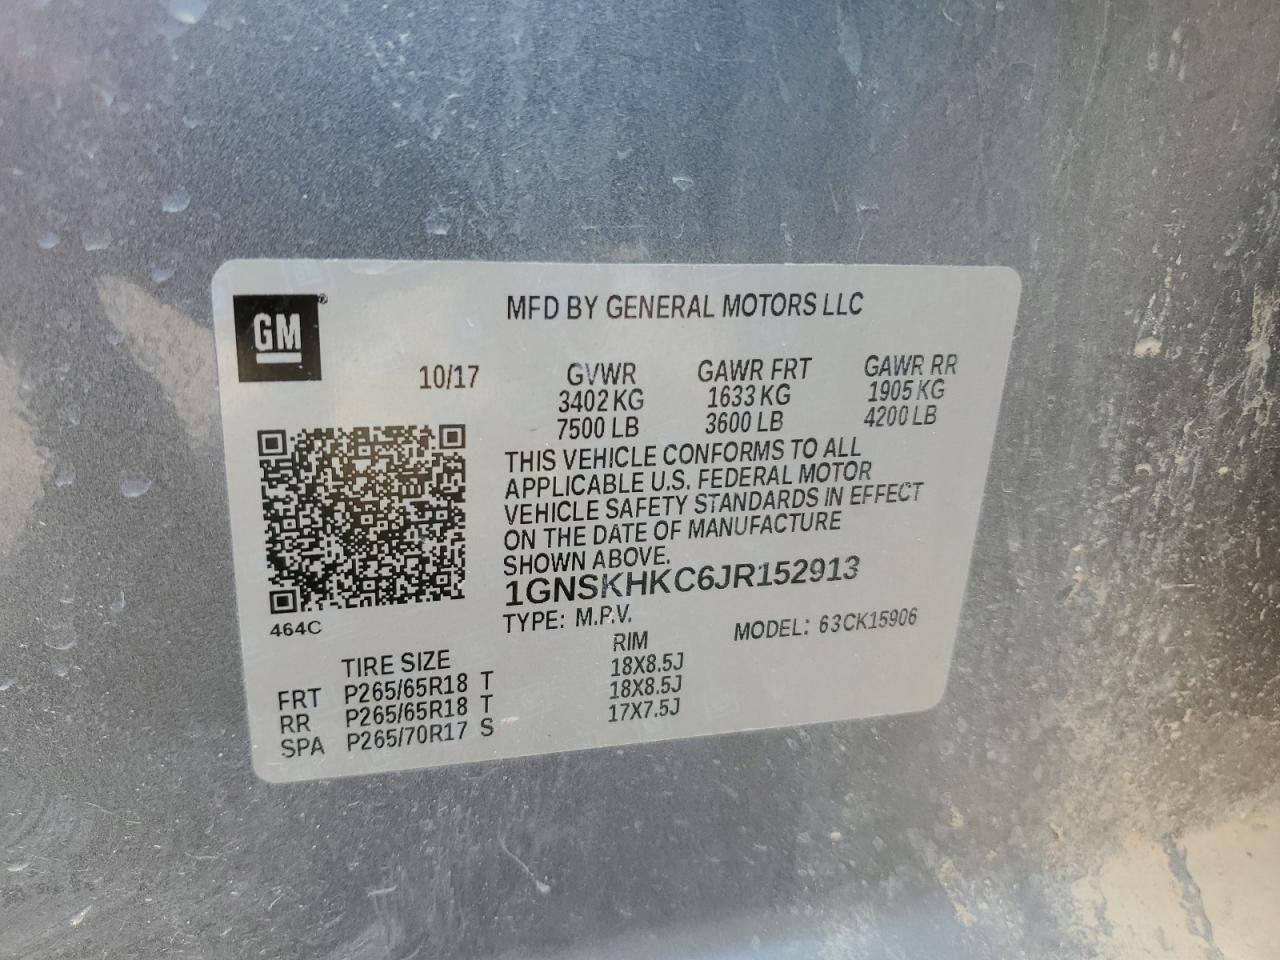 GM
MFD BY GENERAL MOTORS LLC
10/17 GVWR GAWR FRT GAWR RR
3402 KG 1633 KG 1905 KG
7500 LB 3600 LB 4200 LB
THIS VEHICLE CONFORMS TO ALL
APPLICABLE U.S. FEDERAL MOTOR
VEHICLE SAFETY STANDARDS IN EFFECT
ON THE DATE OF MANUFACTURE
SHOWN ABOVE.
1GNSKHKC6JR152913
464C
TYPE: M.P.V. MODEL: 63CK15906
TIRE SIZE RIM
FRT P265/65R18 T 18X8.5J
RR P265/65R18 T 18X8.5J
SPA P265/70R17 S 17X7.5J